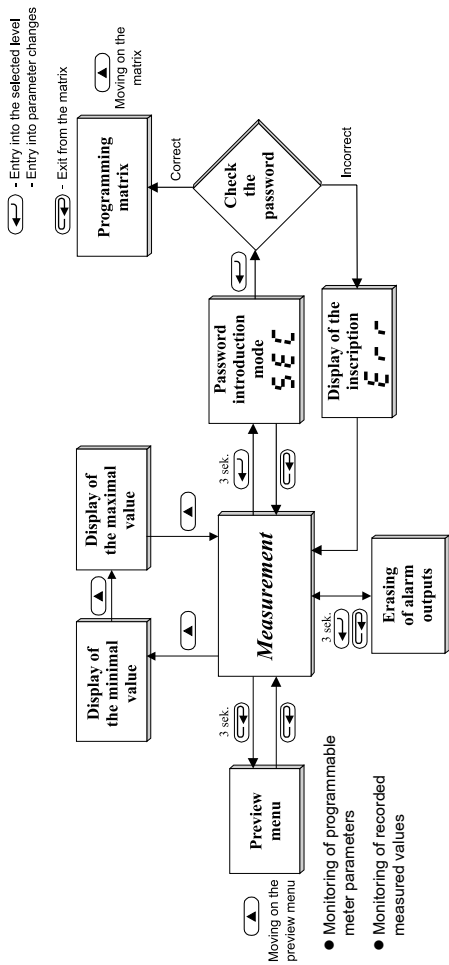 - Entry into the selected level
- Entry into parameter changes
- Exit from the matrix
Moving on the
matrix
Programming
matrix
Correct
Check
the
password
Incorrect
Password
introduction
mode
SEC
Display of the
inscription
Err
Display of
the maximal
value
Display of
the minimal
value
3 sek.
Measurement
3 sek.
Erasing
of alarm
outputs
3 sek.
Preview
menu
Moving on the
preview menu
● Monitoring of programmable
meter parameters
● Monitoring of recorded
measured values